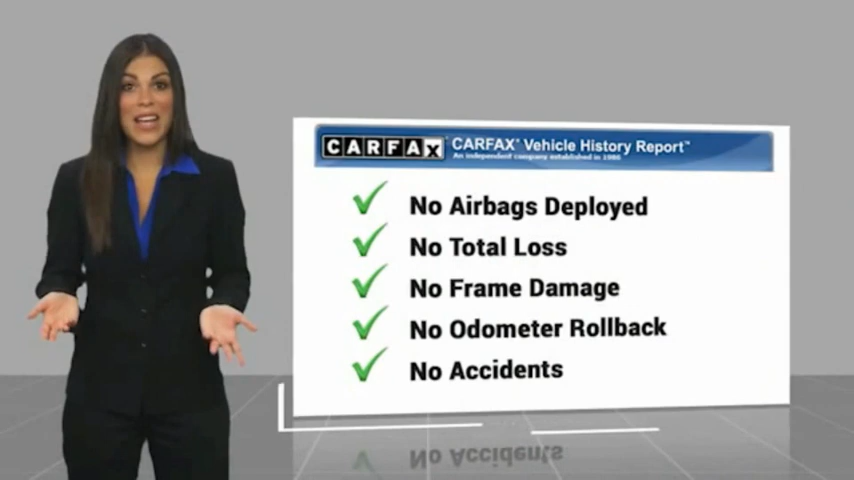 CARFAX CARFAX® Vehicle History Report™
An independent company established in 1986
No Airbags Deployed
No Total Loss
No Frame Damage
No Odometer Rollback
No Accidents
No Accidents